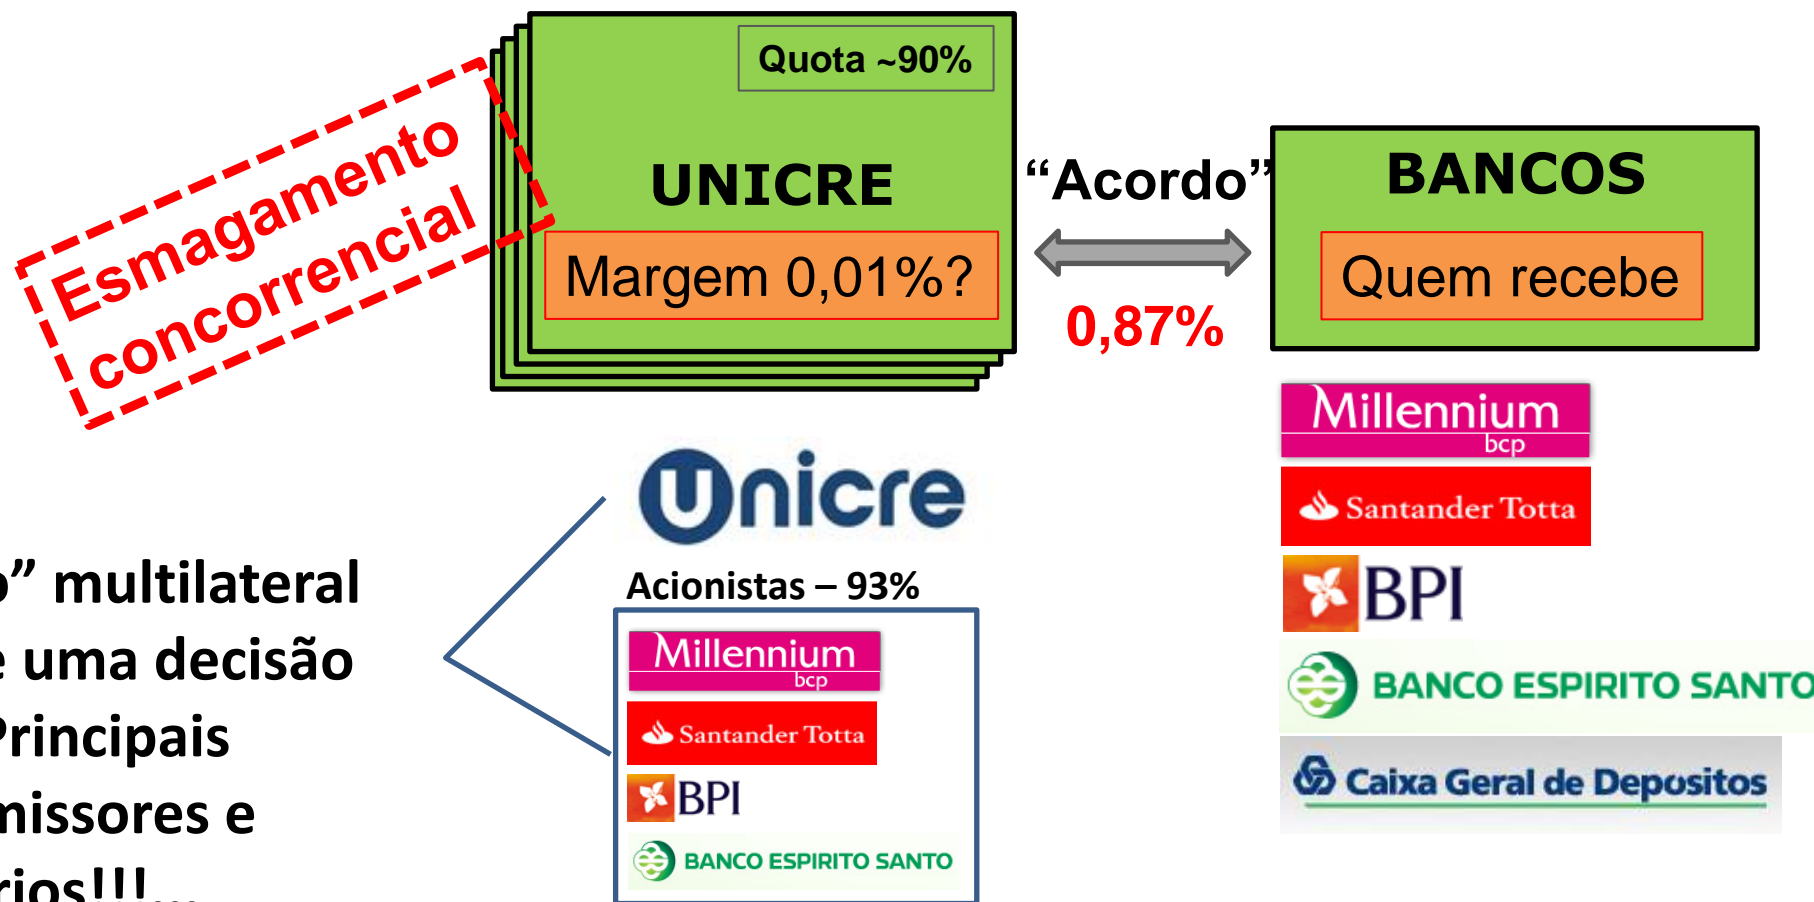 Quota ~90%
Esmagamento
concorrencial
UNICRE
Margem 0,01%?
“Acordo”
0,87%
BANCOS
Quem recebe
Millennium
bcp
Santander Totta
BPI
BANCO ESPIRITO SANTO
Caixa Geral de Depositos
Unicre
Acionistas – 93%
Millennium
bcp
Santander Totta
BPI
BANCO ESPIRITO SANTO
” multilateral
uma decisão
Principais
missores e
rios!!!...